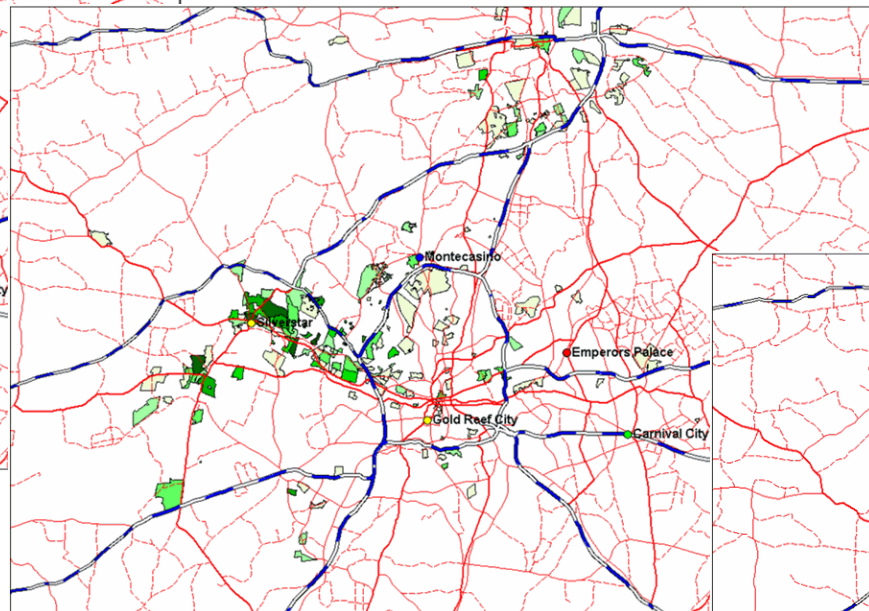 Montecasino
Silverstar
Emperors Palace
Gold Reef City
Carnival City